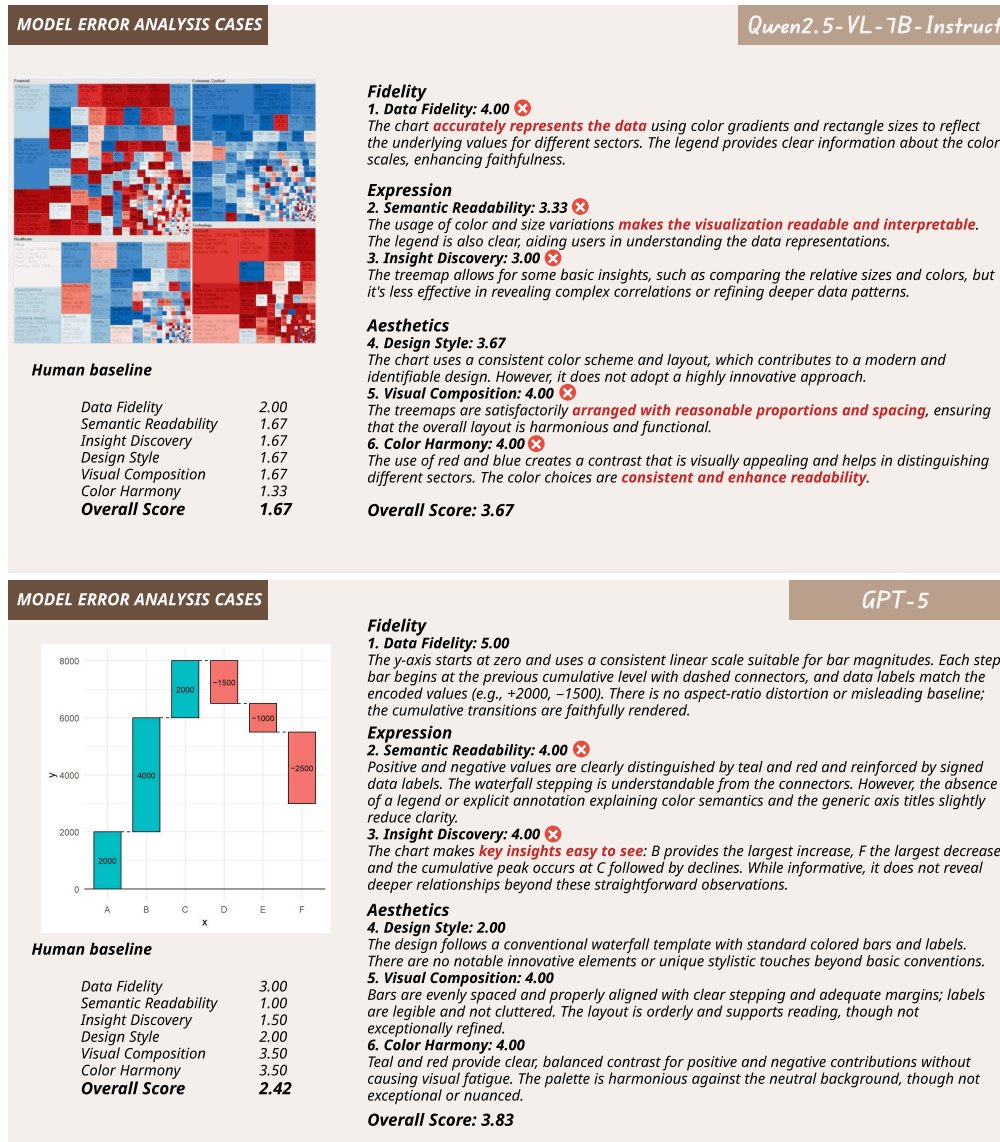 MODEL ERROR ANALYSIS CASES
Qwen2.5-VL-7B-Instruct
Financial
Consumer, Cyclical
Healthcare
Technology
Human baseline
Data Fidelity 2.00
Semantic Readability 1.67
Insight Discovery 1.67
Design Style 1.67
Visual Composition 1.67
Color Harmony 1.33
Overall Score 1.67
Fidelity
1. Data Fidelity: 4.00
The chart accurately represents the data using color gradients and rectangle sizes to reflect
the underlying values for different sectors. The legend provides clear information about the color
scales, enhancing faithfulness.
Expression
2. Semantic Readability: 3.33
The usage of color and size variations makes the visualization readable and interpretable.
The legend is also clear, aiding users in understanding the data representations.
3. Insight Discovery: 3.00
The treemap allows for some basic insights, such as comparing the relative sizes and colors, but
it's less effective in revealing complex correlations or refining deeper data patterns.
Aesthetics
4. Design Style: 3.67
The chart uses a consistent color scheme and layout, which contributes to a modern and
identifiable design. However, it does not adopt a highly innovative approach.
5. Visual Composition: 4.00
The treemaps are satisfactorily arranged with reasonable proportions and spacing, ensuring
that the overall layout is harmonious and functional.
6. Color Harmony: 4.00
The use of red and blue creates a contrast that is visually appealing and helps in distinguishing
different sectors. The color choices are consistent and enhance readability.
Overall Score: 3.67
MODEL ERROR ANALYSIS CASES
GPT-5
8000
6000
4000
2000
0
y
2000
4000
2000
−1500
−1000
−2500
A B C D E F
x
Human baseline
Data Fidelity 3.00
Semantic Readability 1.00
Insight Discovery 1.50
Design Style 2.00
Visual Composition 3.50
Color Harmony 3.50
Overall Score 2.42
Fidelity
1. Data Fidelity: 5.00
The y-axis starts at zero and uses a consistent linear scale suitable for bar magnitudes. Each step
bar begins at the previous cumulative level with dashed connectors, and data labels match the
encoded values (e.g., +2000, −1500). There is no aspect-ratio distortion or misleading baseline;
the cumulative transitions are faithfully rendered.
Expression
2. Semantic Readability: 4.00
Positive and negative values are clearly distinguished by teal and red and reinforced by signed
data labels. The waterfall stepping is understandable from the connectors. However, the absence
of a legend or explicit annotation explaining color semantics and the generic axis titles slightly
reduce clarity.
3. Insight Discovery: 4.00
The chart makes key insights easy to see: B provides the largest increase, F the largest decrease
and the cumulative peak occurs at C followed by declines. While informative, it does not reveal
deeper relationships beyond these straightforward observations.
Aesthetics
4. Design Style: 2.00
The design follows a conventional waterfall template with standard colored bars and labels.
There are no notable innovative elements or unique stylistic touches beyond basic conventions.
5. Visual Composition: 4.00
Bars are evenly spaced and properly aligned with clear stepping and adequate margins; labels
are legible and not cluttered. The layout is orderly and supports reading, though not
exceptionally refined.
6. Color Harmony: 4.00
Teal and red provide clear, balanced contrast for positive and negative contributions without
causing visual fatigue. The palette is harmonious against the neutral background, though not
exceptional or nuanced.
Overall Score: 3.83